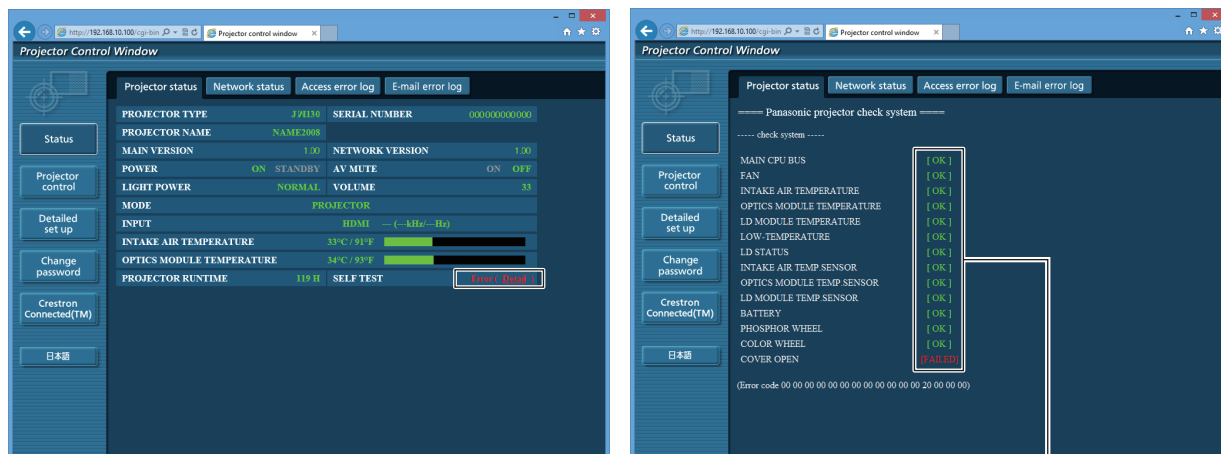 http://192.168.10.100/cgi-bin
Projector control window
Projector Control Window
Projector status Network status Access error log E-mail error log
Status
Projector control
Detailed set up
Change password
Crestron Connected(TM)
日本語
PROJECTOR TYPE SERIAL NUMBER 000000000000
PROJECTOR NAME NAME2008
MAIN VERSION 1.00 NETWORK VERSION 1.00
POWER ON STANDBY AV MUTE ON OFF
LIGHT POWER NORMAL VOLUME 33
MODE PROJECTOR
INPUT HDMI --- (---kHz/---Hz)
INTAKE AIR TEMPERATURE 33°C / 91°F
OPTICS MODULE TEMPERATURE 34°C / 93°F
PROJECTOR RUNTIME 119 H SELF TEST Error ( Detail )
http://192.168.10.100/cgi-bin
Projector control window
Projector Control Window
Projector status Network status Access error log E-mail error log
Status
Projector control
Detailed set up
Change password
Crestron Connected(TM)
日本語
==== Panasonic projector check system ====
----- check system -----
MAIN CPU BUS [ OK ]
FAN [ OK ]
INTAKE AIR TEMPERATURE [ OK ]
OPTICS MODULE TEMPERATURE [ OK ]
LD MODULE TEMPERATURE [ OK ]
LOW-TEMPERATURE [ OK ]
LD STATUS [ OK ]
INTAKE AIR TEMP.SENSOR [ OK ]
OPTICS MODULE TEMP.SENSOR [ OK ]
LD MODULE TEMP.SENSOR [ OK ]
BATTERY [ OK ]
PHOSPHOR WHEEL [ OK ]
COLOR WHEEL [ OK ]
COVER OPEN [FAILED]
(Error code 00 00 00 00 00 00 00 00 00 00 00 00 20 00 00 00)